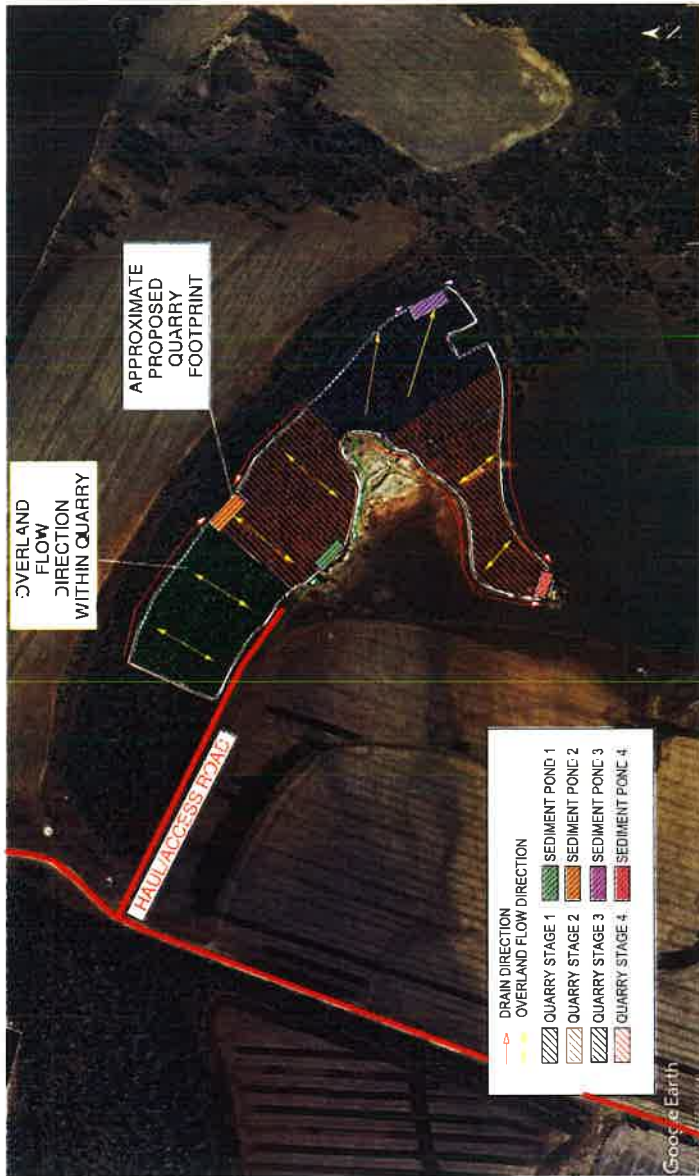 OVERLAND
FLOW
DIRECTION
WITHIN QUARRY
APPROXIMATE
PROPOSED
QUARRY
FOOTPRINT
N
HAUL/ACCESS ROAD
DRAIN DIRECTION
OVERLAND FLOW DIRECTION
QUARRY STAGE 1
SEDIMENT POND 1
QUARRY STAGE 2
SEDIMENT POND 2
QUARRY STAGE 3
SEDIMENT POND 3
QUARRY STAGE 4
SEDIMENT POND 4
Google Earth